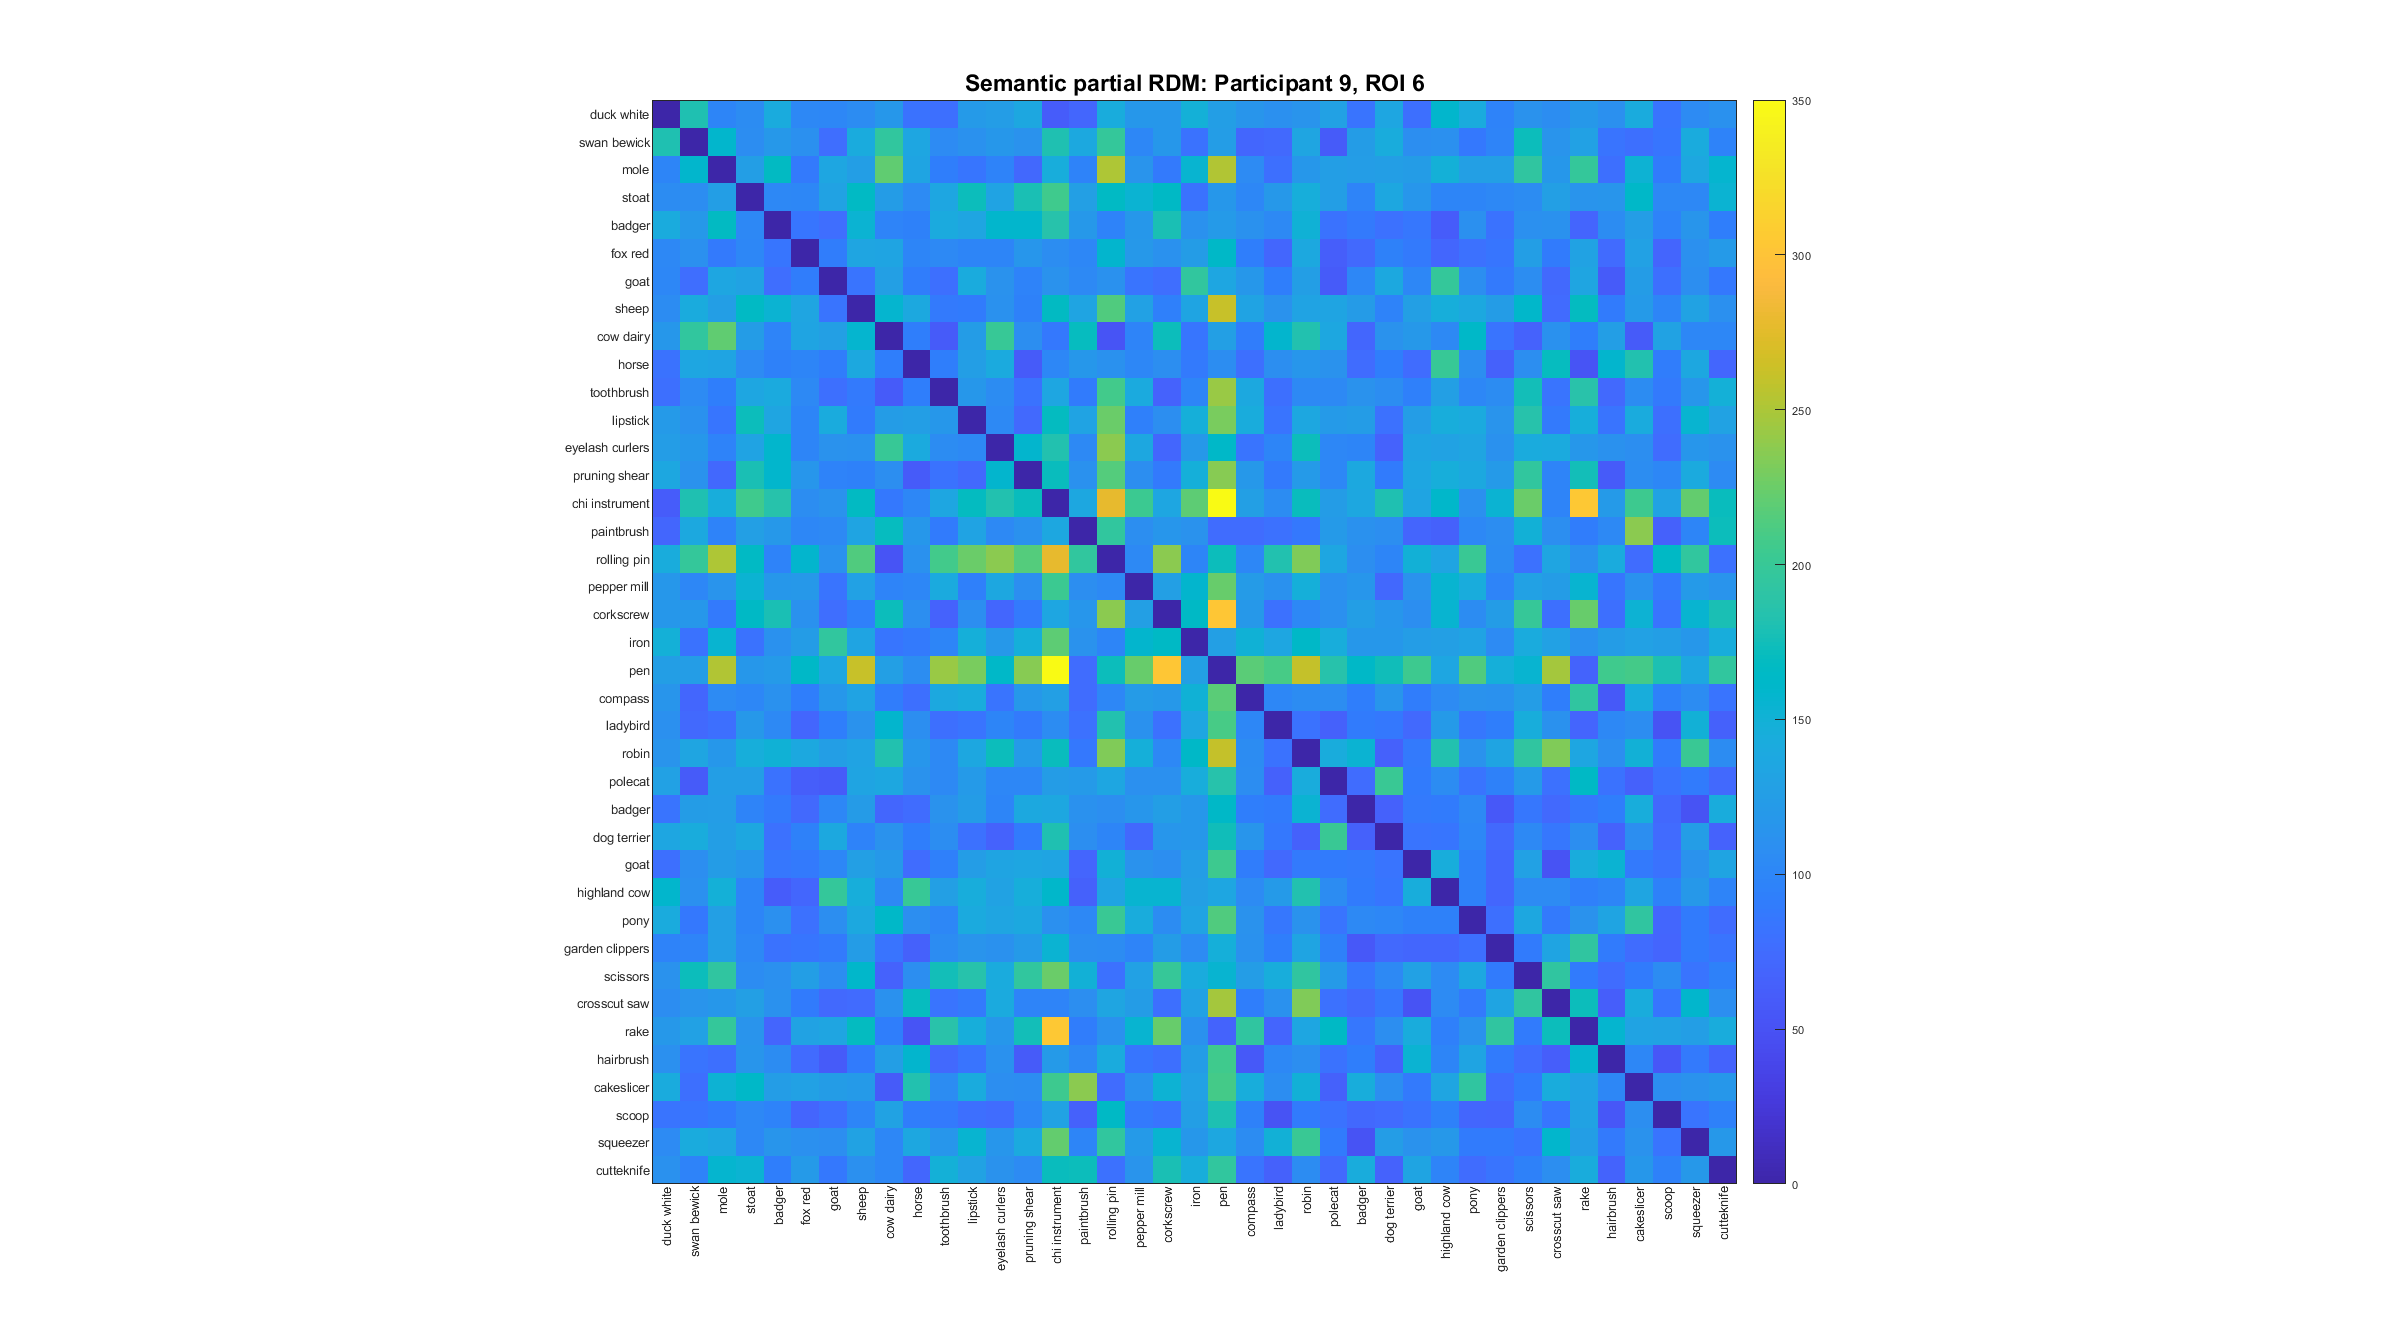 Semantic partial RDM: Participant 9, ROI 6
duck white
swan bewick
mole
stoat
badger
fox red
goat
sheep
cow dairy
horse
toothbrush
lipstick
eyelash curlers
pruning shear
chi instrument
paintbrush
rolling pin
pepper mill
corkscrew
iron
pen
compass
ladybird
robin
polecat
badger
dog terrier
goat
highland cow
pony
garden clippers
scissors
crosscut saw
rake
hairbrush
cakeslicer
scoop
squeezer
cutteknife
duck white
swan bewick
mole
stoat
badger
fox red
goat
sheep
cow dairy
horse
toothbrush
lipstick
eyelash curlers
pruning shear
chi instrument
paintbrush
rolling pin
pepper mill
corkscrew
iron
pen
compass
ladybird
robin
polecat
badger
dog terrier
goat
highland cow
pony
garden clippers
scissors
crosscut saw
rake
hairbrush
cakeslicer
scoop
squeezer
cutteknife
350
300
250
200
150
100
50
0